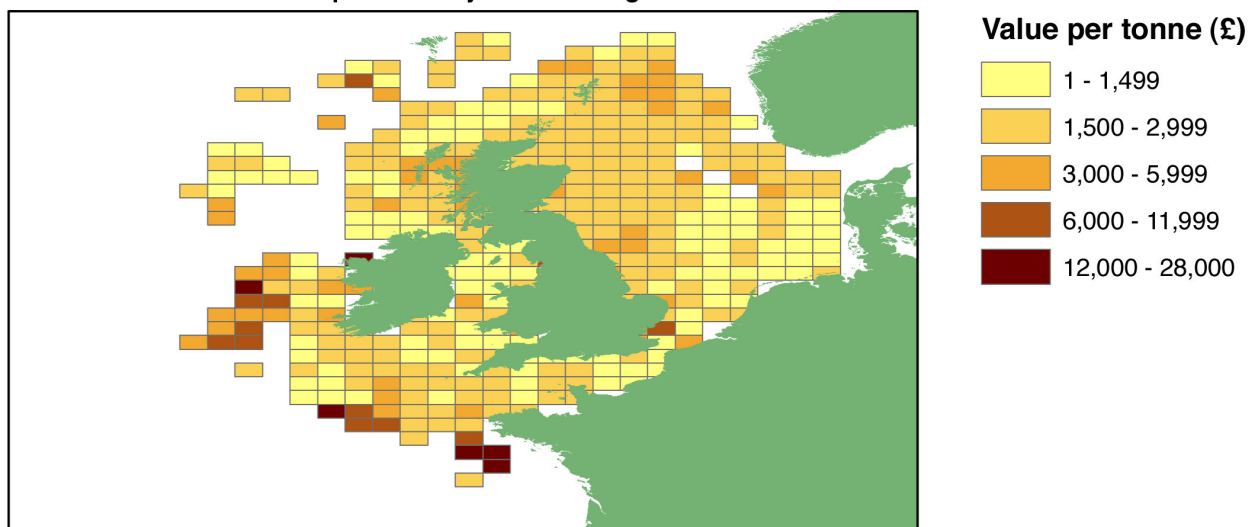 Value per tonne (£)
1 - 1,499
1,500 - 2,999
3,000 - 5,999
6,000 - 11,999
12,000 - 28,000